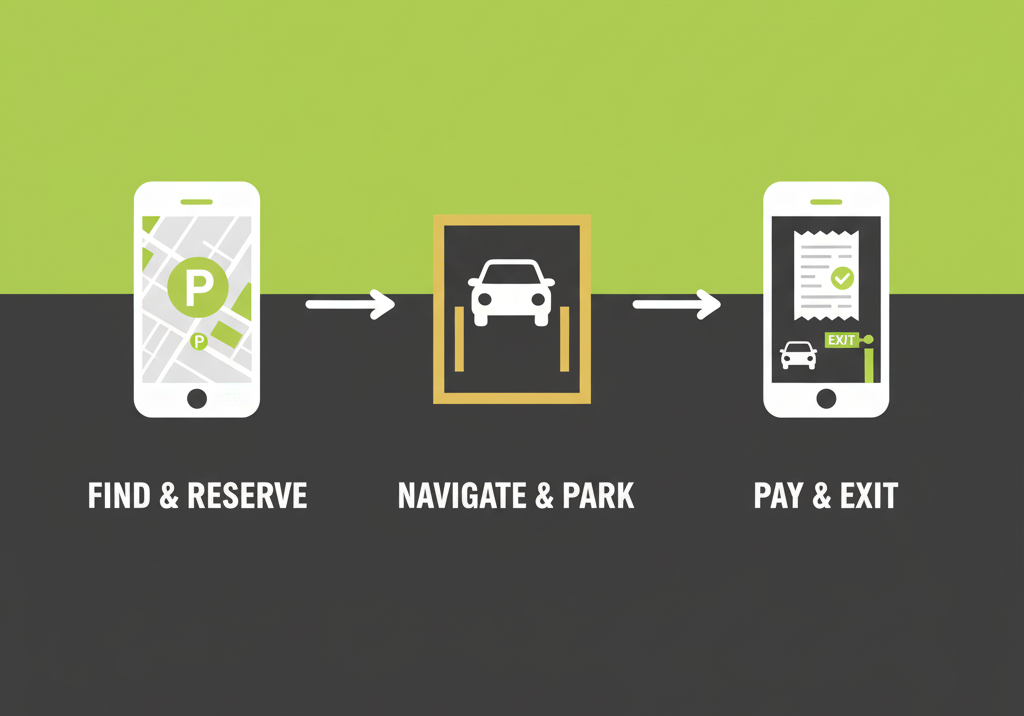 P
P
EXIT
FIND & RESERVE
NAVIGATE & PARK
PAY & EXIT